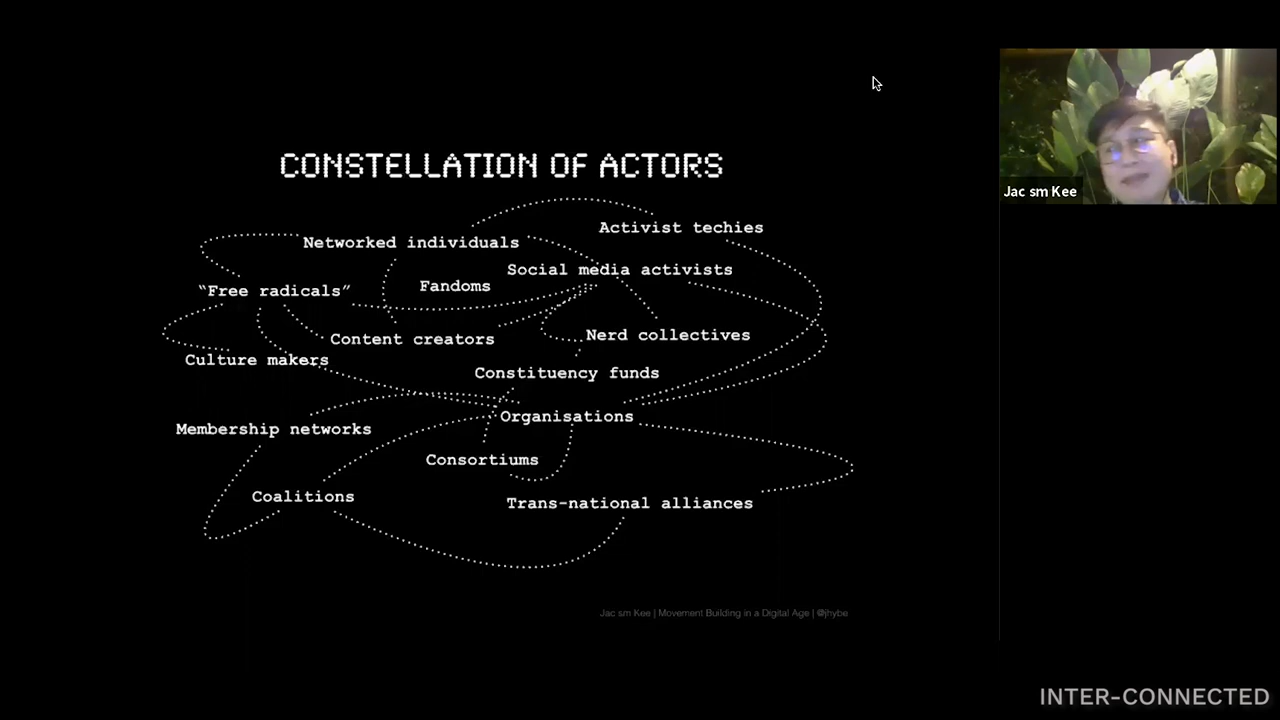 CONSTELLATION OF ACTORS
Jac sm Kee
Activist techies
Networked individuals
Social media activists
Fandoms
“Free radicals”
Nerd collectives
Content creators
Culture makers
Constituency funds
Organisations
Membership networks
Consortiums
Coalitions
Trans-national alliances
Jac sm Kee | Movement Building in a Digital Age | @jhybe
INTER-CONNECTED